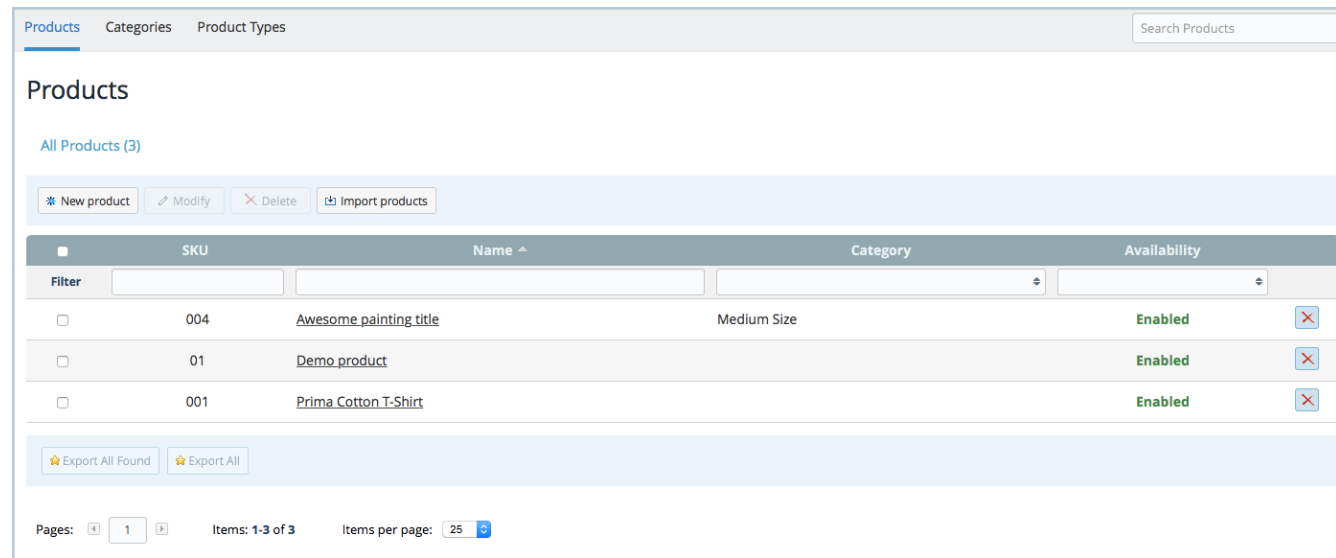 Products Categories Product Types Search Products
Products
All Products (3)
New product Modify Delete Import products
SKU Name Category Availability
Filter
004 Awesome painting title Medium Size Enabled
01 Demo product Enabled
001 Prima Cotton T-Shirt Enabled
Export All Found Export All
Pages: 1 Items: 1-3 of 3 Items per page: 25